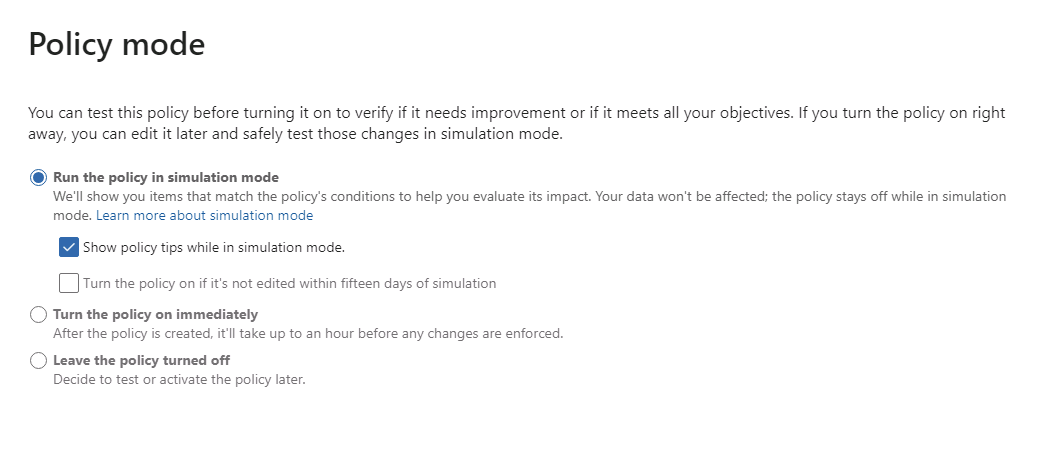 Policy mode
You can test this policy before turning it on to verify if it needs improvement or if it meets all your objectives. If you turn the policy on right
away, you can edit it later and safely test those changes in simulation mode.
Run the policy in simulation mode
We'll show you items that match the policy's conditions to help you evaluate its impact. Your data won't be affected; the policy stays off while in simulation
mode. Learn more about simulation mode
Show policy tips while in simulation mode.
Turn the policy on if it's not edited within fifteen days of simulation
Turn the policy on immediately
After the policy is created, it'll take up to an hour before any changes are enforced.
Leave the policy turned off
Decide to test or activate the policy later.